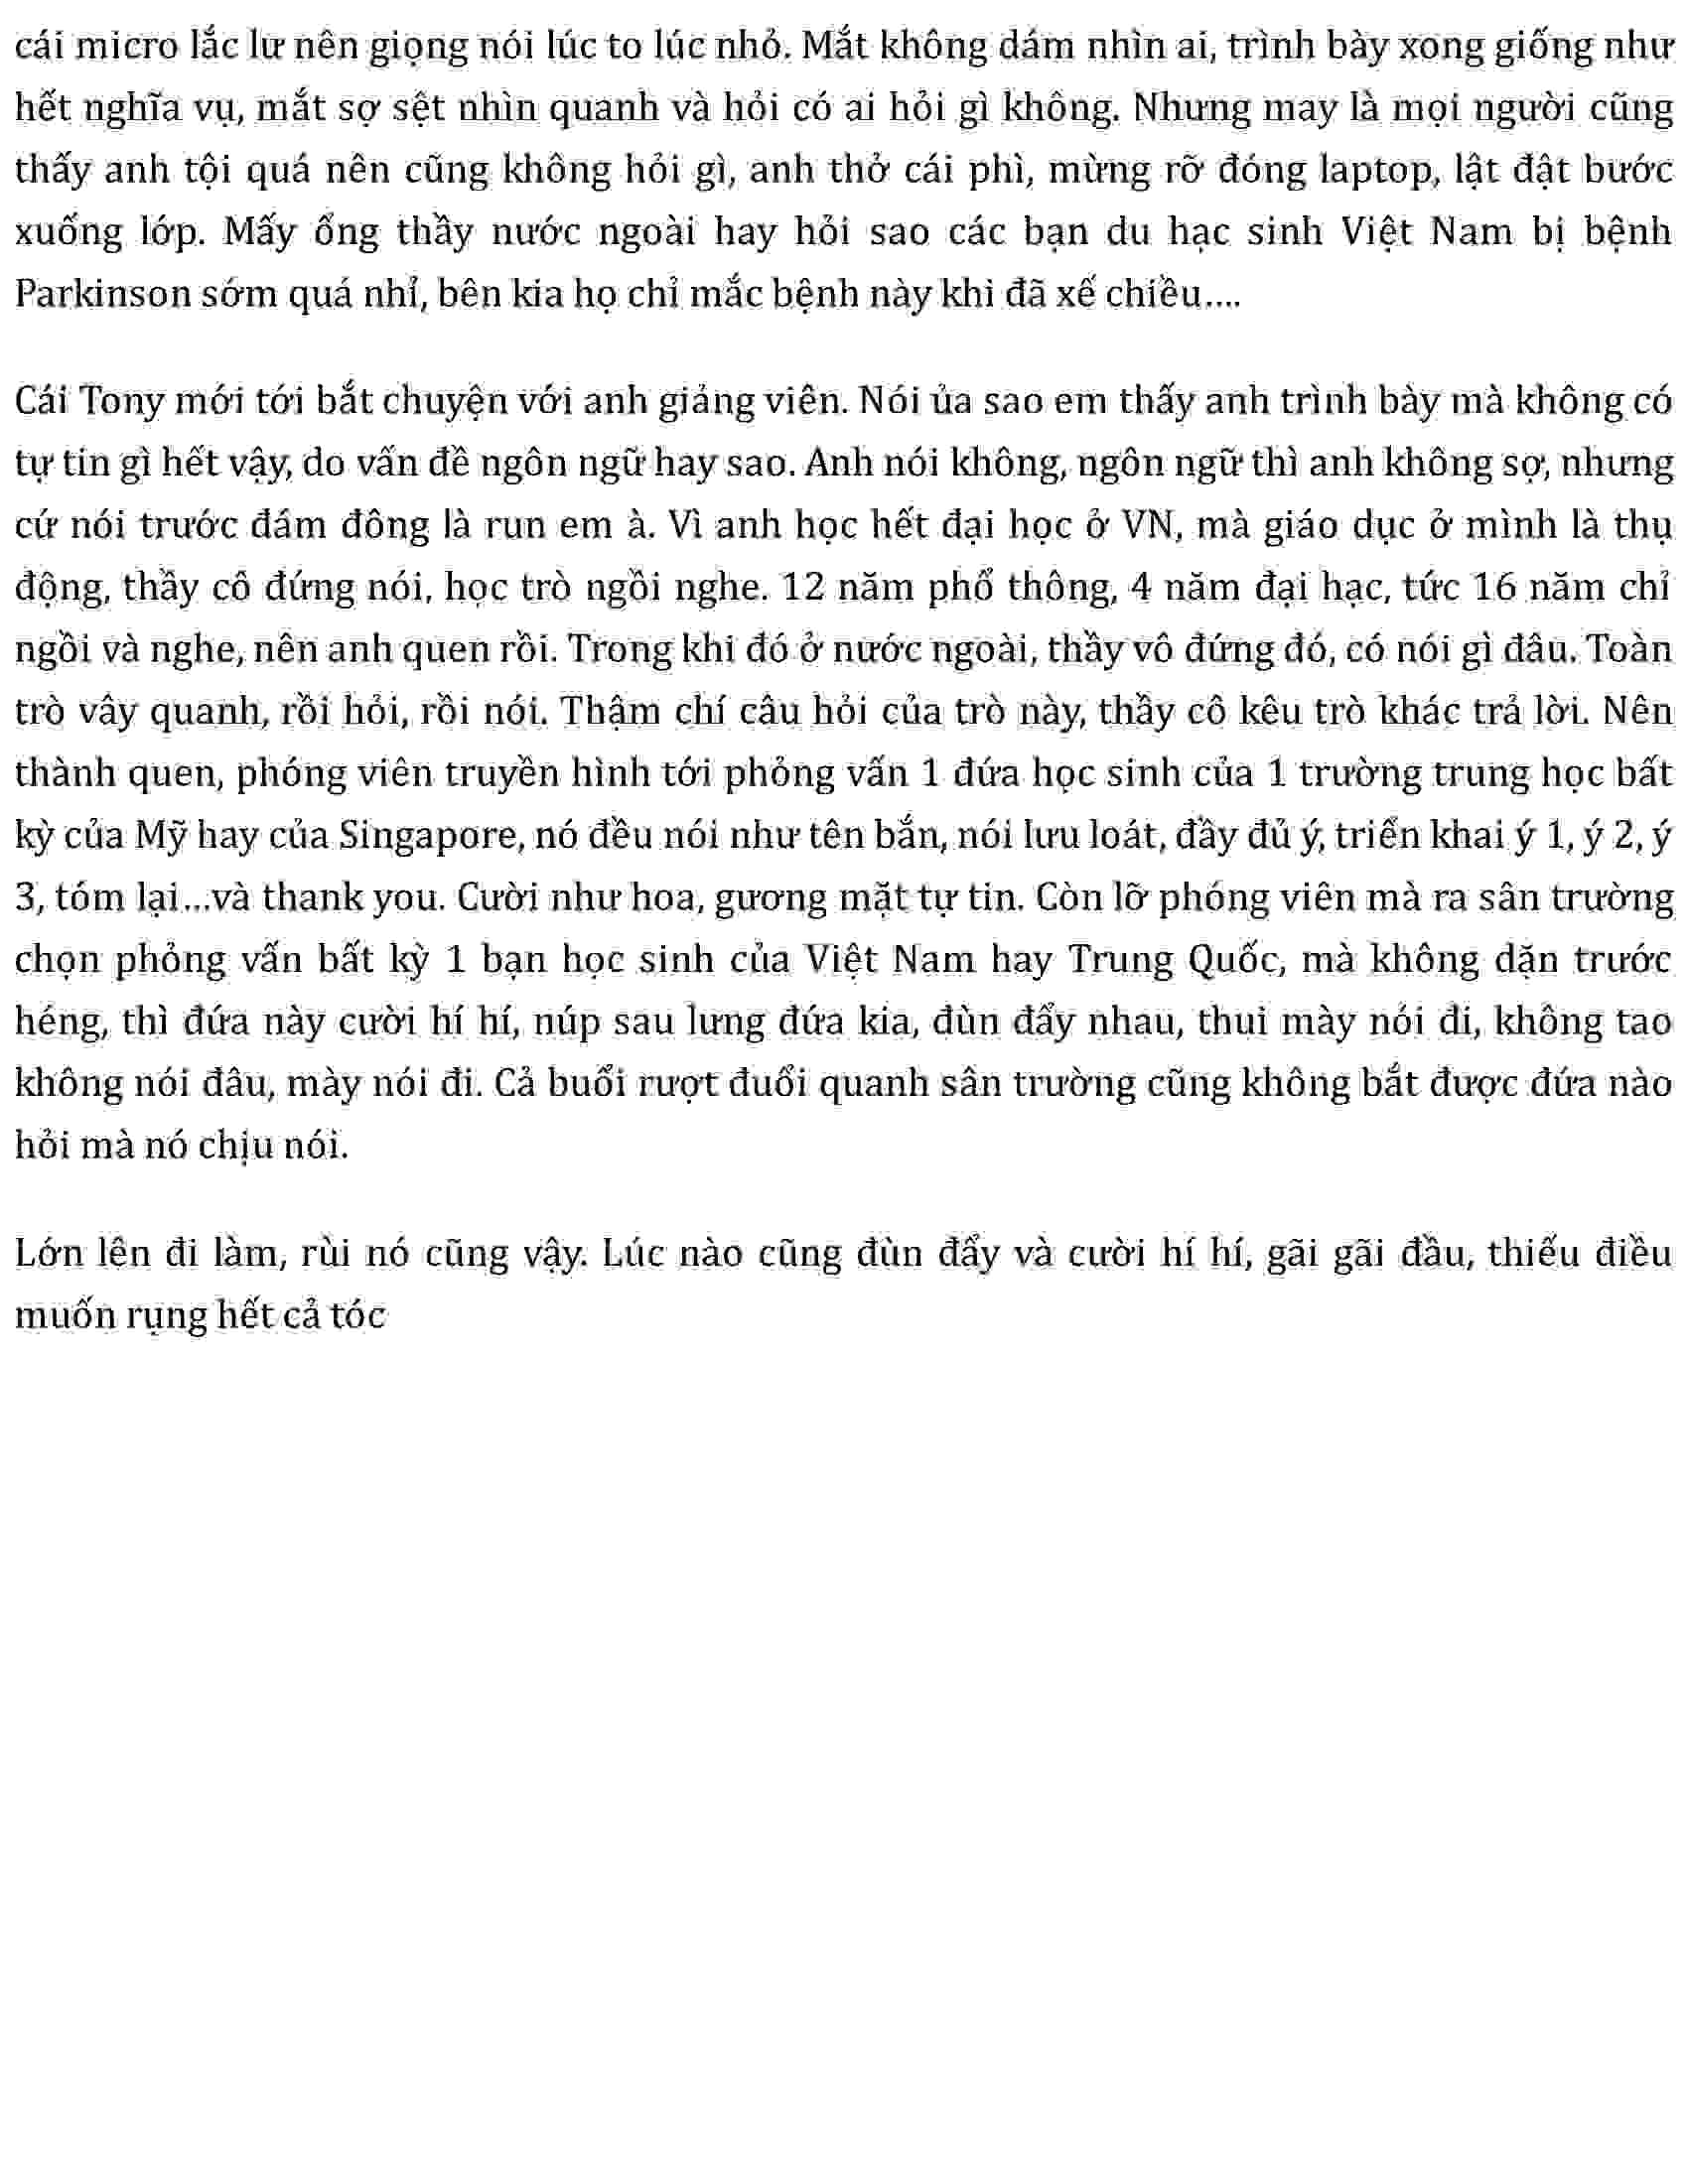 cái micro lắc lư nên giọng nói lúc to lúc nhỏ. Mắt không dám nhìn ai, trình bày xong giống như
hết nghĩa vụ, mắt sợ sệt nhìn quanh và hỏi có ai hỏi gì không. Nhưng may là mọi người cũng
thấy anh tội quá nên cũng không hỏi gì, anh thở cái phì, mừng rỡ đóng laptop, lật đật bước
xuống lớp. Mấy ổng thầy nước ngoài hay hỏi sao các bạn du hạc sinh Việt Nam bị bệnh
Parkinson sớm quá nhỉ, bên kia họ chỉ mắc bệnh này khi đã xế chiều....
Cái Tony mới tới bắt chuyện với anh giảng viên. Nói ủa sao em thấy anh trình bày mà không có
tự tin gì hết vậy, do vấn đề ngôn ngữ hay sao. Anh nói không, ngôn ngữ thì anh không sợ, nhưng
cứ nói trước đám đông là run em à. Vì anh học hết đại học ở VN, mà giáo dục ở mình là thụ
động, thầy cô đứng nói, học trò ngồi nghe. 12 năm phổ thông, 4 năm đại hạc, tức 16 năm chỉ
ngồi và nghe, nên anh quen rồi. Trong khi đó ở nước ngoài, thầy vô đứng đó, có nói gì đâu. Toàn
trò vây quanh, rồi hỏi, rồi nói. Thậm chí câu hỏi của trò này, thầy cô kêu trò khác trả lời. Nên
thành quen, phóng viên truyền hình tới phỏng vấn 1 đứa học sinh của 1 trường trung học bất
kỳ của Mỹ hay của Singapore, nó đều nói như tên bắn, nói lưu loát, đầy đủ ý, triển khai ý 1, ý 2, ý
3, tóm lại...và thank you. Cười như hoa, gương mặt tự tin. Còn lỡ phóng viên mà ra sân trường
chọn phỏng vấn bất kỳ 1 bạn học sinh của Việt Nam hay Trung Quốc, mà không dặn trước
héng, thì đứa này cười hí hí, núp sau lưng đứa kia, đùn đẩy nhau, thui mày nói đi, không tao
không nói đâu, mày nói đi. Cả buổi rượt đuổi quanh sân trường cũng không bắt được đứa nào
hỏi mà nó chịu nói.
Lớn lên đi làm, rùi nó cũng vậy. Lúc nào cũng đùn đẩy và cười hí hí, gãi gãi đầu, thiếu điều
muốn rụng hết cả tóc